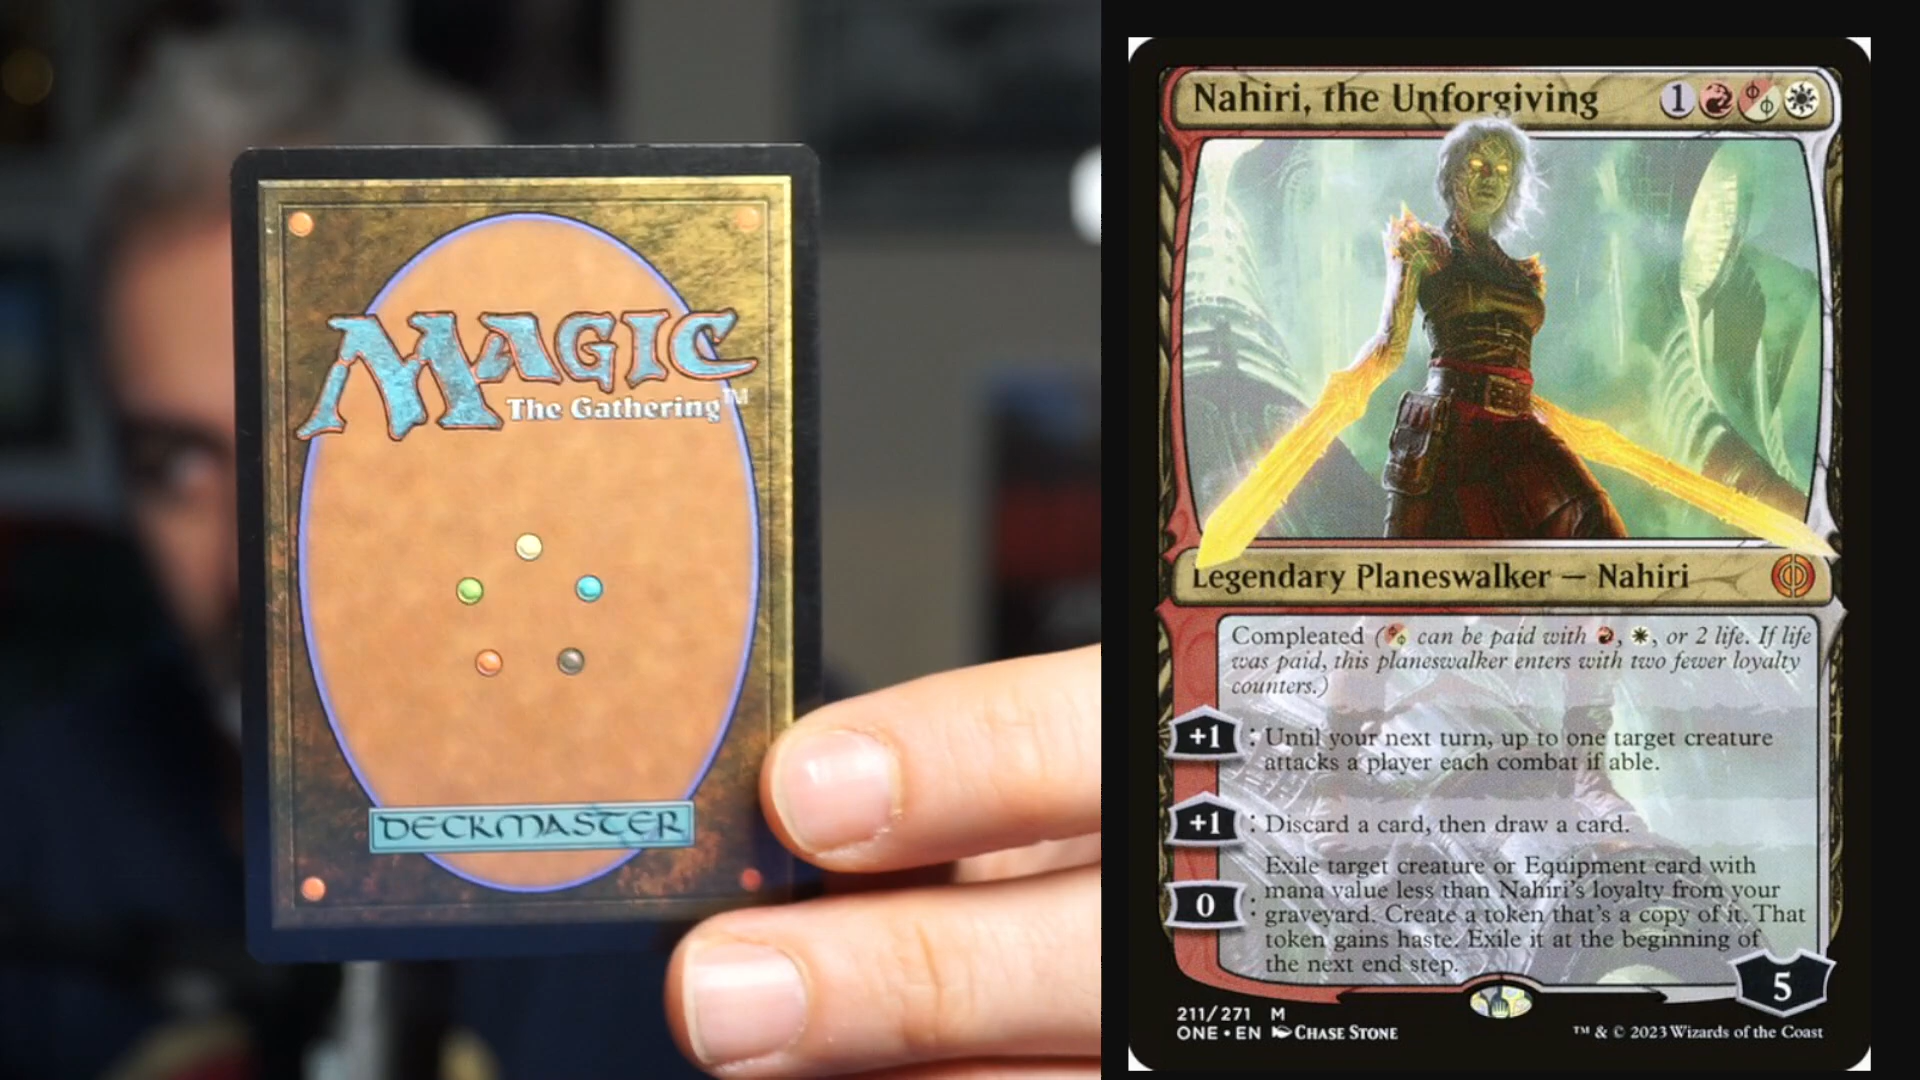 MAGIC
The Gathering™
DECKMASTER
Nahiri, the Unforgiving
1
Legendary Planeswalker — Nahiri
Compleated ( can be paid with , , or 2 life. If life
was paid, this planeswalker enters with two fewer loyalty
counters.)
+1 : Until your next turn, up to one target creature
attacks a player each combat if able.
+1 : Discard a card, then draw a card.
Exile target creature or Equipment card with
0 : mana value less than Nahiri's loyalty from your
graveyard. Create a token that's a copy of it. That
token gains haste. Exile it at the beginning of
the next end step.
5
211/271 M
ONE • EN CHASE STONE
™ & © 2023 Wizards of the Coast